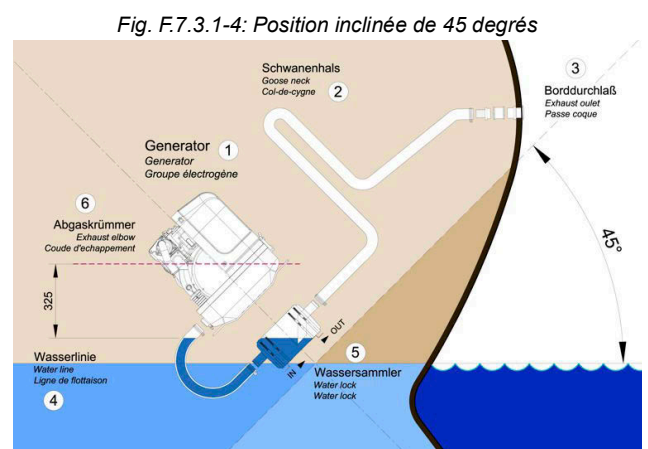 Fig. F.7.3.1-4: Position inclinée de 45 degrés
Schwanenhals
Goose neck
Col-de-cygne
2
3
Borddurchlaß
Exhaust oulet
Passe coque
Generator
Generator
Groupe électrogène
1
6
Abgaskrümmer
Exhaust elbow
Coude d'echappement
45°
325
OUT
IN
Wasserlinie
Water line
Ligne de flottaison
4
5
Wassersammler
Water lock
Water lock